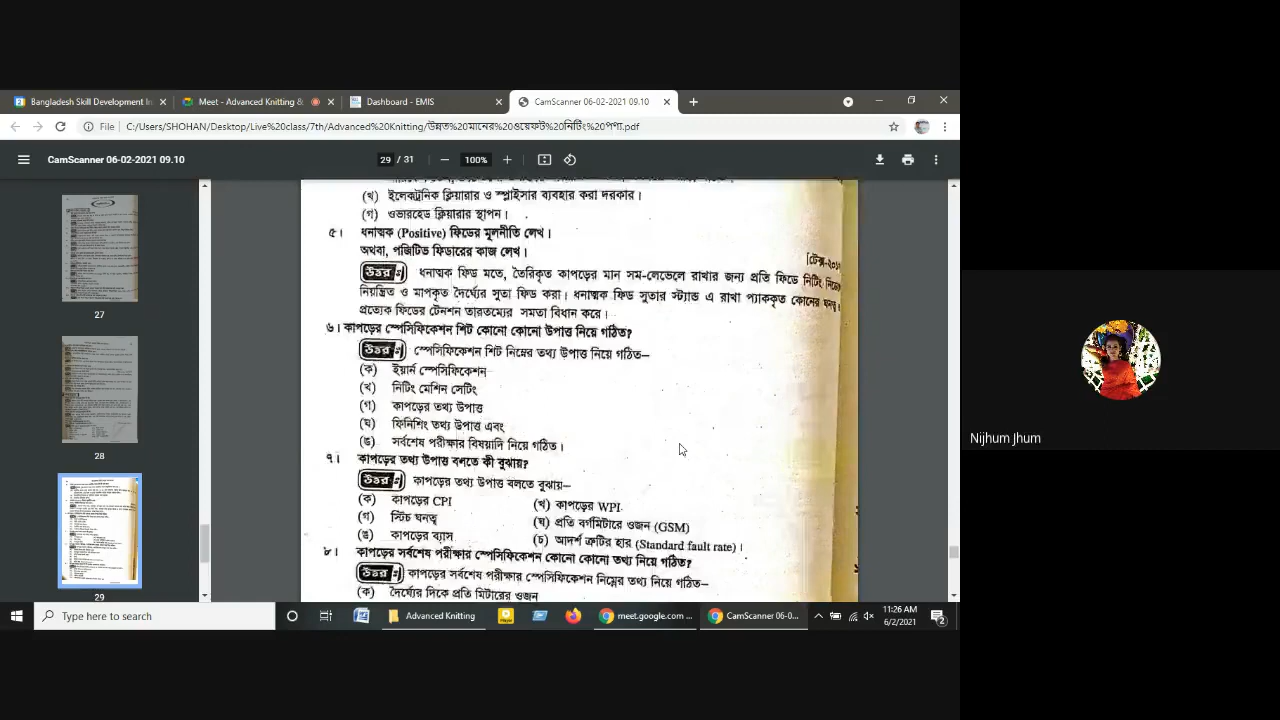 Bangladesh Skill Development In
Meet - Advanced Knitting &
Dashboard - EMIS
CamScanner 06-02-2021 09.10
File
C:/Users/SHOHAN/Desktop/Live%20class/7th/Advanced%20Knitting/উন্নত%20মানের%20ওয়েফট%20নিটিং%20পণ্য.pdf
CamScanner 06-02-2021 09.10
29 / 31
100%
27
28
29
(খ) ইলেকট্রনিক ক্লিয়ারার ও স্প্লাইসার ব্যবহার করা দরকার।
(গ) ওভারহেড ক্লিয়ারার স্থাপন।
৫। ধনাত্মক (Positive) ফিডের মূলনীতি লেখ।
অথবা, পজিটিভ ফিডারের কাজ লেখ।
উত্তর ধনাত্মক ফিড মতে, তৈরিকৃত কাপড়ের মান সম-লেভেলে রাখার জন্য প্রতি ফিডে নিটিং
নিয়ন্ত্রিত ও মাপকৃত দৈর্ঘ্যের সুতা ফিড করা। ধনাত্মক ফিড সুতার স্ট্যান্ড এ রাখা প্যাককৃত কোনের ঘনত্ব।
প্রত্যেক ফিডের টেনশন তারতম্যের সমতা বিধান করে।
৬। কাপড়ের স্পেসিফিকেশন শিট কোনো কোনো উপাত্ত নিয়ে গঠিত?
উত্তর স্পেসিফিকেশন শিট নিম্নের তথ্য উপাত্ত নিয়ে গঠিত–
(ক) ইয়ার্ন স্পেসিফিকেশন
(খ) নিটিং মেশিন সেটিং
(গ) কাপড়ের তথ্য উপাত্ত
(ঘ) ফিনিশিং তথ্য উপাত্ত এবং
(ঙ) সর্বশেষ পরীক্ষার বিষয়াদি নিয়ে গঠিত।
৭। কাপড়ের তথ্য উপাত্ত বলতে কী বুঝায়?
উত্তর কাপড়ের তথ্য উপাত্ত বলতে বুঝায়–
(ক) কাপড়ের CPI (খ) কাপড়ের WPI
(গ) স্টিচ ঘনত্ব (ঘ) প্রতি বর্গমিটারে ওজন (GSM)
(ঙ) কাপড়ের ব্যাস (চ) আদর্শ ত্রুটির হার (Standard fault rate)।
৮। কাপড়ের সর্বশেষ পরীক্ষার স্পেসিফিকেশন কোনো কোনো তথ্য নিয়ে গঠিত?
উত্তর কাপড়ের সর্বশেষ পরীক্ষার স্পেসিফিকেশন নিম্নের তথ্য নিয়ে গঠিত–
(ক) দৈর্ঘ্যের দিকে প্রতি মিটারের ওজন
Nijhum Jhum
Type here to search
Advanced Knitting
meet.google.com ...
CamScanner 06-0...
11:26 AM
6/2/2021
2